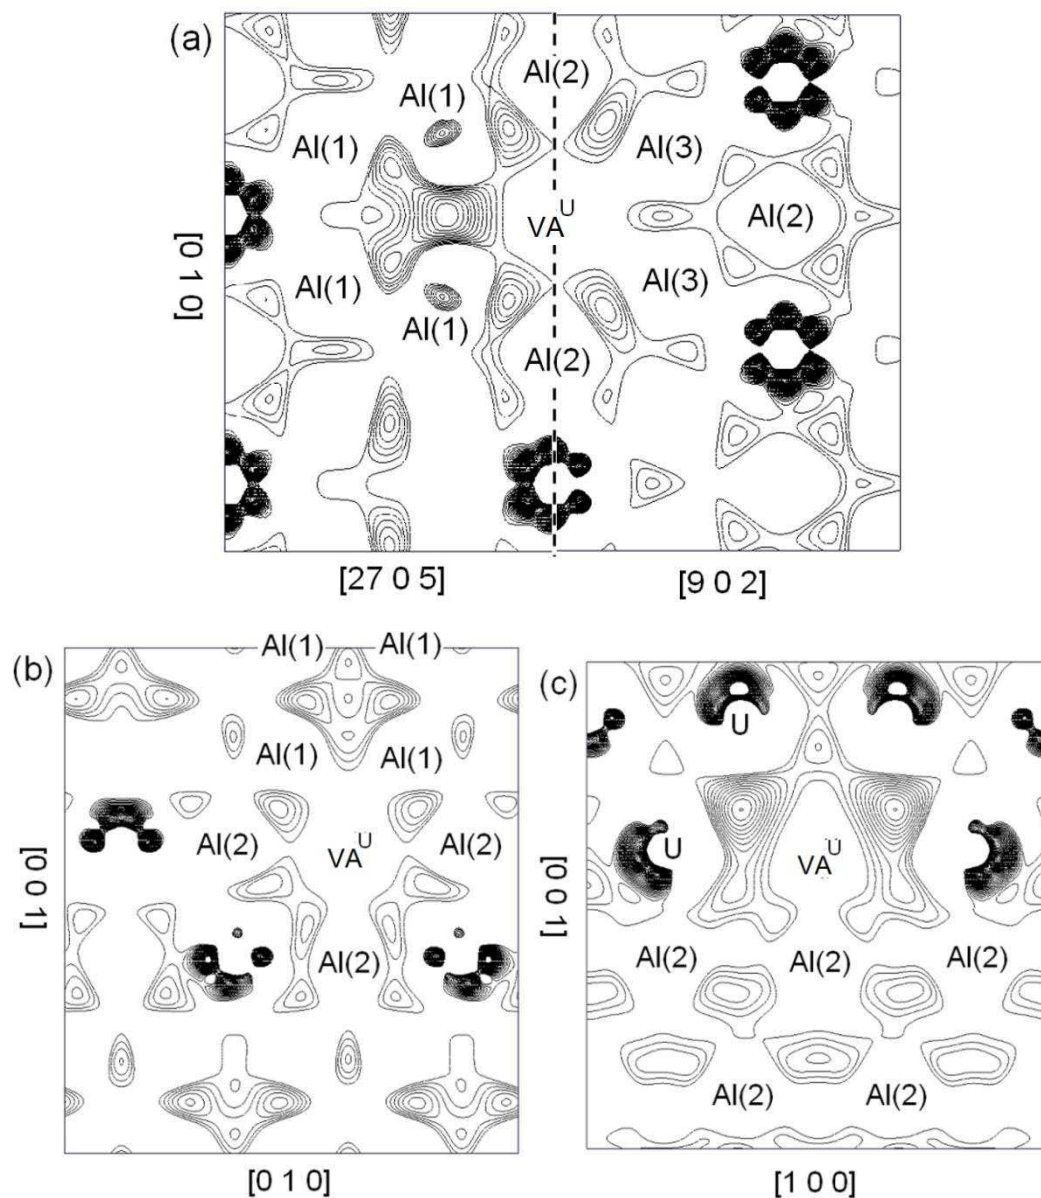 (a)
Al(2)
Al(1)
Al(1)
Al(3)
VA^U
Al(2)
[0 1 0]
Al(1)
Al(3)
Al(1)
Al(2)
[27 0 5]
[9 0 2]
(b)
Al(1)
Al(1)
Al(1)
Al(1)
Al(2)
VA^U
Al(2)
[0 0 1]
Al(2)
[0 1 0]
(c)
U
U
VA^U
[0 0 1]
Al(2)
Al(2)
Al(2)
Al(2)
Al(2)
[1 0 0]